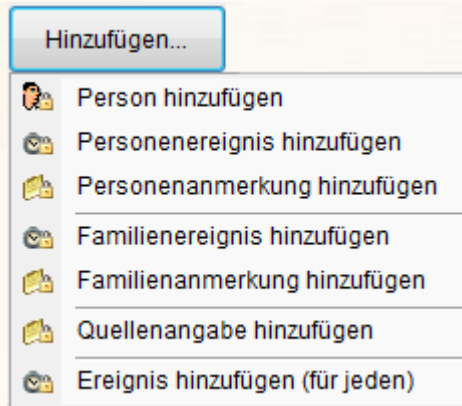 Hinzufügen...
Person hinzufügen
Personenereignis hinzufügen
Personenanmerkung hinzufügen
Familienereignis hinzufügen
Familienanmerkung hinzufügen
Quellenangabe hinzufügen
Ereignis hinzufügen (für jeden)